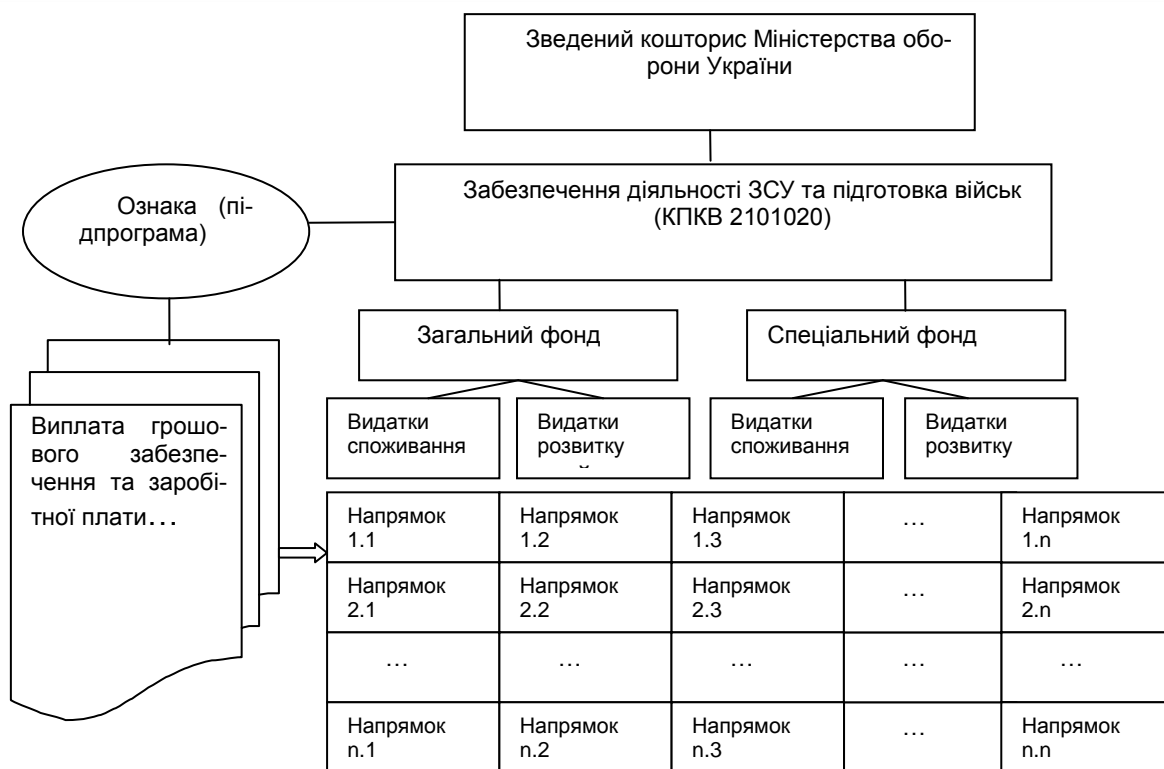 Зведений кошторис Міністерства обо-
рони України
Забезпечення діяльності ЗСУ та підготовка військ
(КПКВ 2101020)
Ознака (пі-
дпрограма)
Загальний фонд
Спеціальний фонд
Видатки
споживання
Видатки
розвитку
Видатки
споживання
Видатки
розвитку
Виплата грошо-
вого забезпе-
чення та заробі-
тної плати...
Напрямок
1.1
Напрямок
1.2
Напрямок
1.3
...
Напрямок
1.n
Напрямок
2.1
Напрямок
2.2
Напрямок
2.3
...
Напрямок
2.n
...
...
...
...
...
Напрямок
n.1
Напрямок
n.2
Напрямок
n.3
...
Напрямок
n.n